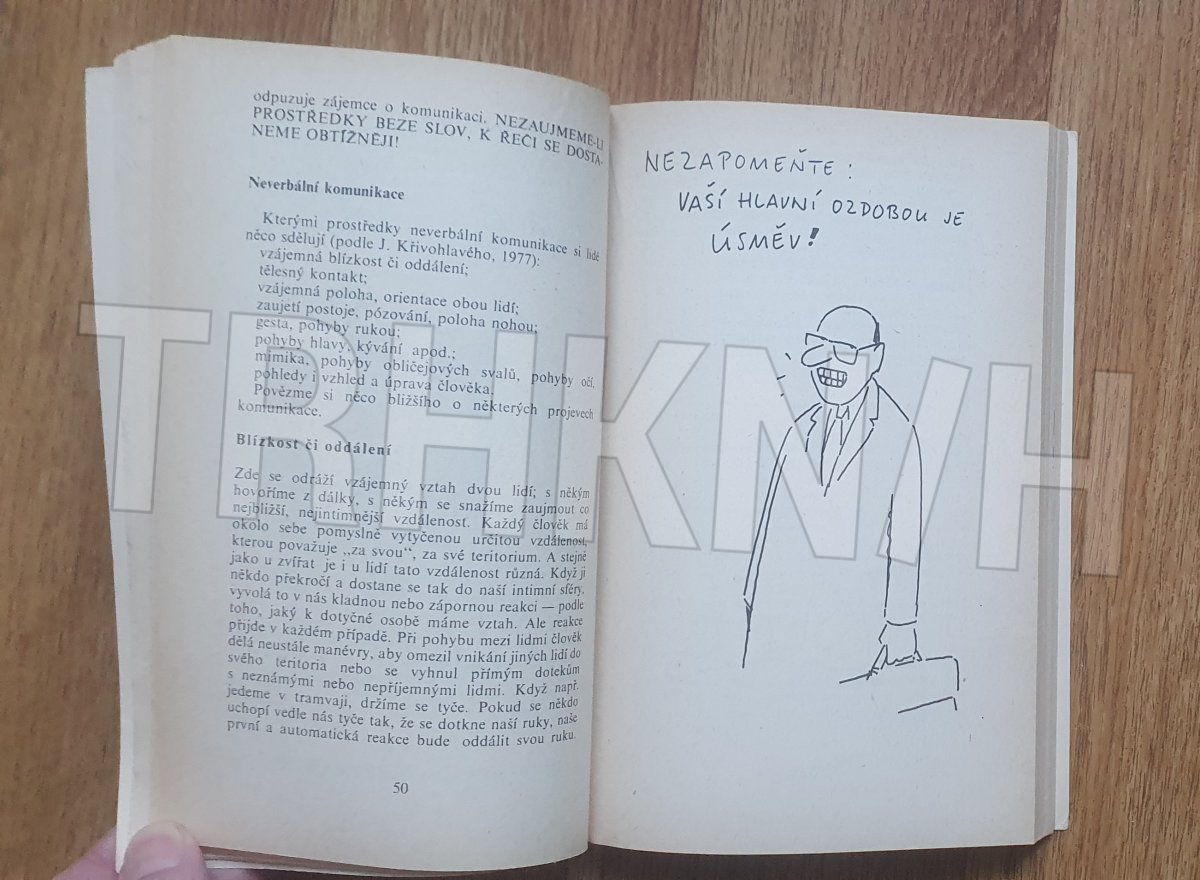 odpuzuje zájemce o komunikaci. NEZAUJMEME-LI
PROSTŘEDKY BEZE SLOV, K ŘEČI SE DOSTA-
NEME OBTÍŽNĚJI!
Neverbální komunikace
Kterými prostředky neverbální komunikace si lidé
něco sdělují (podle J. Křivohlavého, 1977):
vzájemná blízkost či oddálení;
tělesný kontakt;
vzájemná poloha, orientace obou lidí;
zaujetí postoje, pózování, poloha nohou;
gesta, pohyby rukou;
pohyby hlavy, kývání apod.;
mimika, pohyby obličejových svalů, pohyby očí,
pohledy i vzhled a úprava člověka.
Povězme si něco bližšího o některých projevech
komunikace.
Blízkost či oddálení
Zde se odráží vzájemný vztah dvou lidí; s někým
hovoříme z dálky, s někým se snažíme zaujmout co
nejbližší, nejintimnější vzdálenost. Každý člověk má
okolo sebe pomyslně vytyčenou určitou vzdálenost,
kterou považuje „za svou“, za své teritorium. A stejně
jako u zvířat je i u lidí tato vzdálenost různá. Když ji
někdo překročí a dostane se tak do naší intimní sféry,
vyvolá to v nás kladnou nebo zápornou reakci — podle
toho, jaký k dotyčné osobě máme vztah. Ale reakce
přijde v každém případě. Při pohybu mezi lidmi člověk
dělá neustále manévry, aby omezil vnikání jiných lidí do
svého teritoria nebo se vyhnul přímým dotekům
s neznámými nebo nepříjemnými lidmi. Když např.
jedeme v tramvaji, držíme se tyče. Pokud se někdo
uchopí vedle nás tyče tak, že se dotkne naší ruky, naše
první a automatická reakce bude oddálit svou ruku.
50
NEZAPOMEŇTE:
VAŠÍ HLAVNÍ OZDOBOU JE
ÚSMĚV!
TRHKNIH